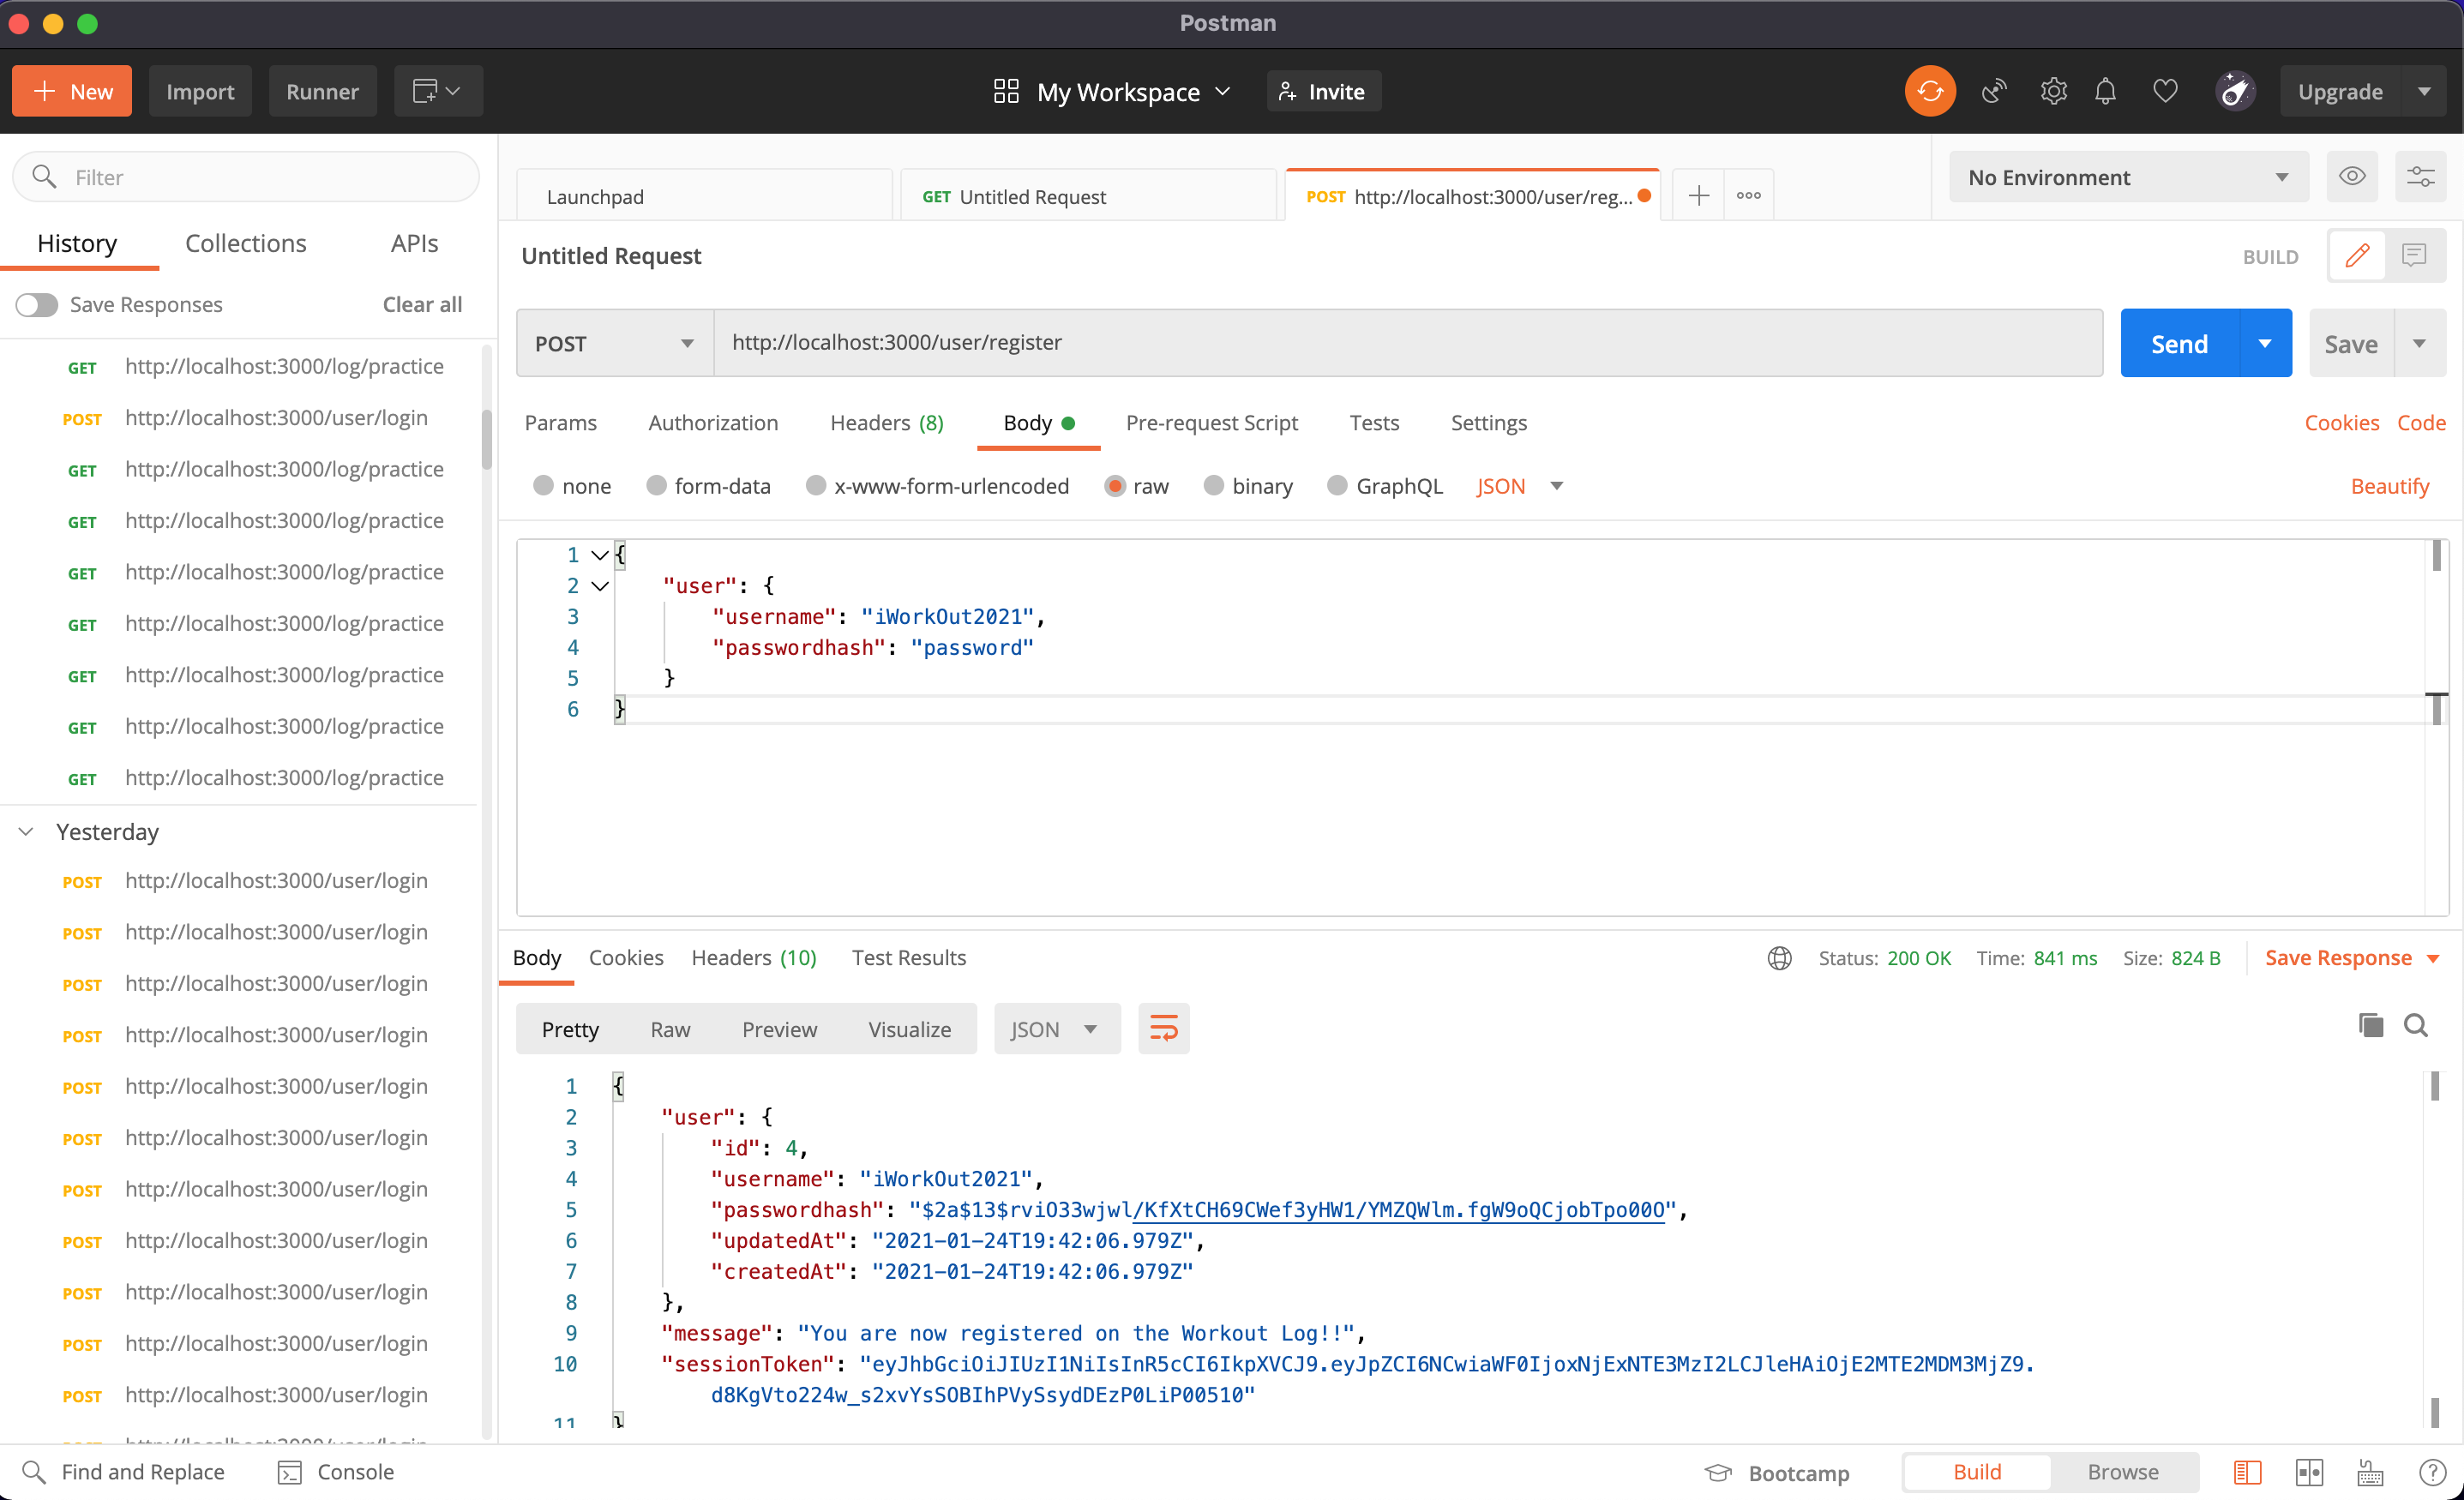 Postman
New
Import
Runner
My Workspace
Invite
Upgrade
Filter
History
Collections
APIs
Save Responses
Clear all
GET http://localhost:3000/log/practice
POST http://localhost:3000/user/login
GET http://localhost:3000/log/practice
GET http://localhost:3000/log/practice
GET http://localhost:3000/log/practice
GET http://localhost:3000/log/practice
GET http://localhost:3000/log/practice
GET http://localhost:3000/log/practice
GET http://localhost:3000/log/practice
Yesterday
POST http://localhost:3000/user/login
POST http://localhost:3000/user/login
POST http://localhost:3000/user/login
POST http://localhost:3000/user/login
POST http://localhost:3000/user/login
POST http://localhost:3000/user/login
POST http://localhost:3000/user/login
POST http://localhost:3000/user/login
POST http://localhost:3000/user/login
POST http://localhost:3000/user/login
POST http://localhost:3000/user/login
Launchpad
GET Untitled Request
POST http://localhost:3000/user/reg...
No Environment
Untitled Request
BUILD
POST
http://localhost:3000/user/register
Send
Save
Params Authorization Headers (8) Body Pre-request Script Tests Settings
Cookies Code
none form-data x-www-form-urlencoded raw binary GraphQL JSON
Beautify
1 {
2 "user": {
3 "username": "iWorkOut2021",
4 "passwordhash": "password"
5 }
6 }
Body Cookies Headers (10) Test Results
Status: 200 OK Time: 841 ms Size: 824 B
Save Response
Pretty Raw Preview Visualize
JSON
1 {
2 "user": {
3 "id": 4,
4 "username": "iWorkOut2021",
5 "passwordhash": "$2a$13$rviO33wjwl/KfXtCH69CWef3yHW1/YMZQWlm.fgW9oQCjobTpo00O",
6 "updatedAt": "2021-01-24T19:42:06.979Z",
7 "createdAt": "2021-01-24T19:42:06.979Z"
8 },
9 "message": "You are now registered on the Workout Log!!",
10 "sessionToken": "eyJhbGciOiJIUzI1NiIsInR5cCI6IkpXVCJ9.eyJpZCI6NCwiaWF0IjoxNjExNTE3MzI2LCJleHAiOjE2MTE2MDM3MjZ9.
d8KgVto224w_s2xvYsSOBIhPVySsydDEzP0LiP00510"
11 }
Find and Replace
Console
Bootcamp
Build
Browse